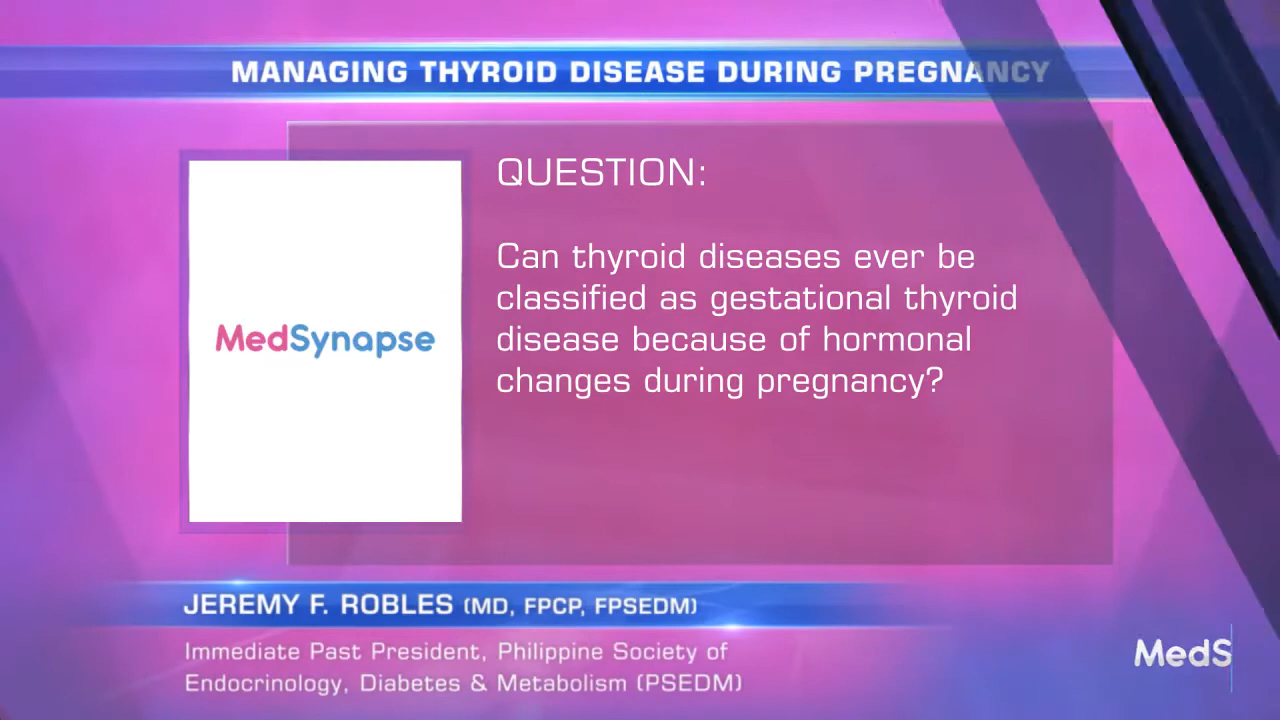 MANAGING THYROID DISEASE DURING PREGNANCY
QUESTION:
Can thyroid diseases ever be
classified as gestational thyroid
disease because of hormonal
changes during pregnancy?
MedSynapse
JEREMY F. ROBLES (MD, FPCP, FPSEDM)
Immediate Past President, Philippine Society of
Endocrinology, Diabetes & Metabolism (PSEDM)
MedS